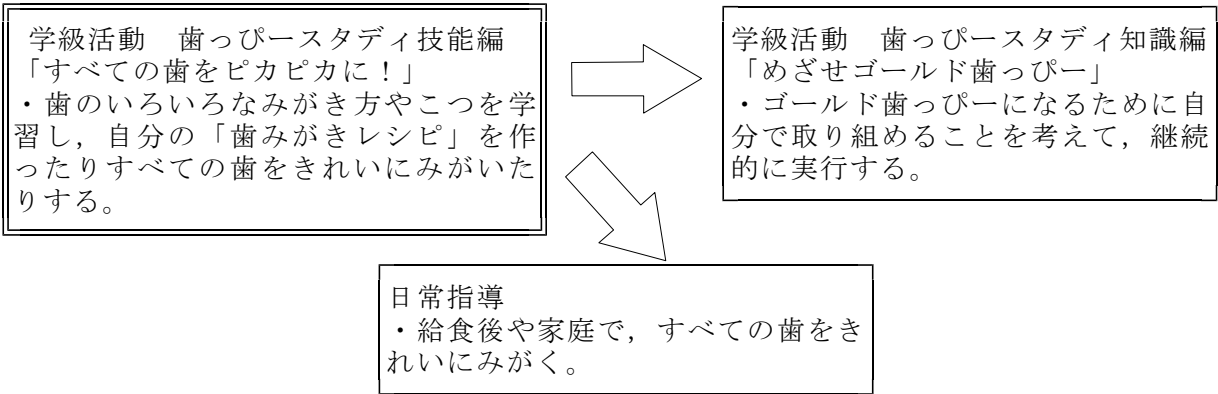 学級活動　歯っぴースタディ技能編
「すべての歯をピカピカに！」
・歯のいろいろなみがき方やこつを学
習し，自分の「歯みがきレシピ」を作
ったりすべての歯をきれいにみがいた
りする。
学級活動　歯っぴースタディ知識編
「めざせゴールド歯っぴー」
・ゴールド歯っぴーになるために自
分で取り組めることを考えて，継続
的に実行する。
日常指導
・給食後や家庭で，すべての歯をき
れいにみがく。